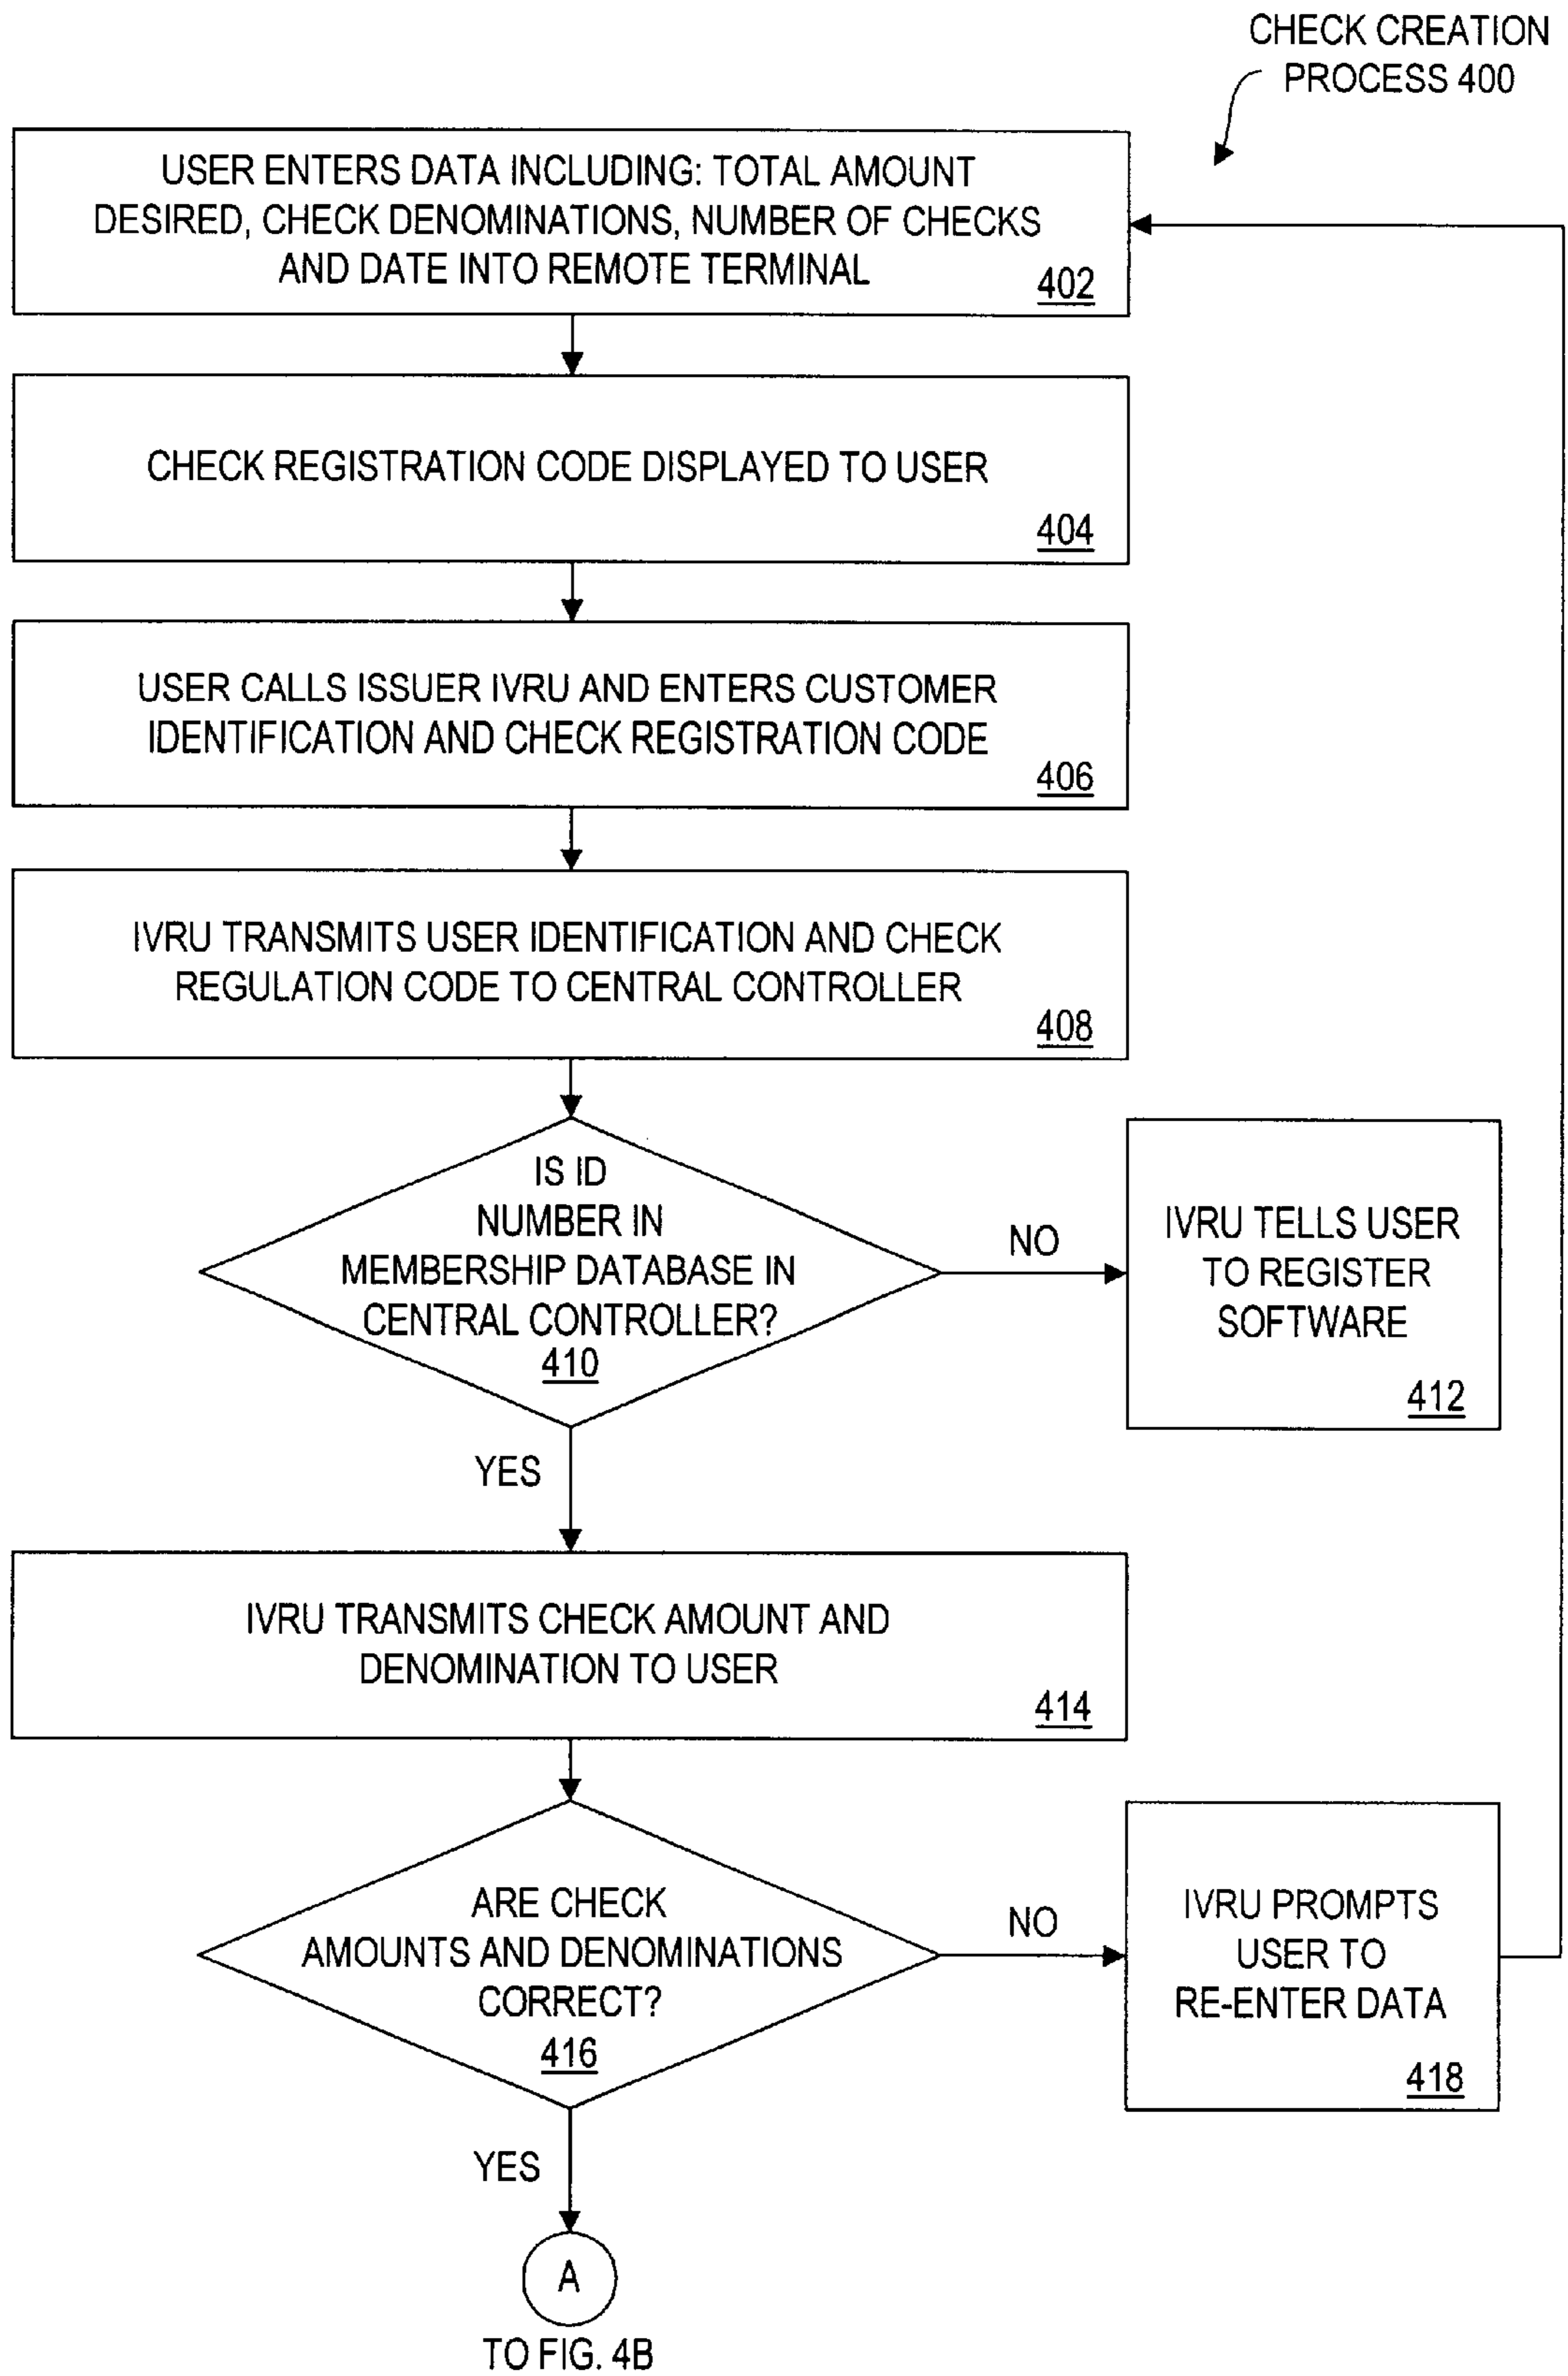 CHECK CREATION
PROCESS 400
USER ENTERS DATA INCLUDING: TOTAL AMOUNT
DESIRED, CHECK DENOMINATIONS, NUMBER OF CHECKS
AND DATE INTO REMOTE TERMINAL
402
CHECK REGISTRATION CODE DISPLAYED TO USER
404
USER CALLS ISSUER IVRU AND ENTERS CUSTOMER
IDENTIFICATION AND CHECK REGISTRATION CODE
406
IVRU TRANSMITS USER IDENTIFICATION AND CHECK
REGULATION CODE TO CENTRAL CONTROLLER
408
IS ID
NUMBER IN
MEMBERSHIP DATABASE IN
CENTRAL CONTROLLER?
410
NO
IVRU TELLS USER
TO REGISTER
SOFTWARE
412
YES
IVRU TRANSMITS CHECK AMOUNT AND
DENOMINATION TO USER
414
ARE CHECK
AMOUNTS AND DENOMINATIONS
CORRECT?
416
NO
IVRU PROMPTS
USER TO
RE-ENTER DATA
418
YES
A
TO FIG. 4B